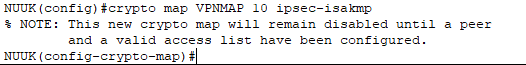 NUUK(config)#crypto map VPNMAP 10 ipsec-isakmp
% NOTE: This new crypto map will remain disabled until a peer
        and a valid access list have been configured.
NUUK(config-crypto-map)#